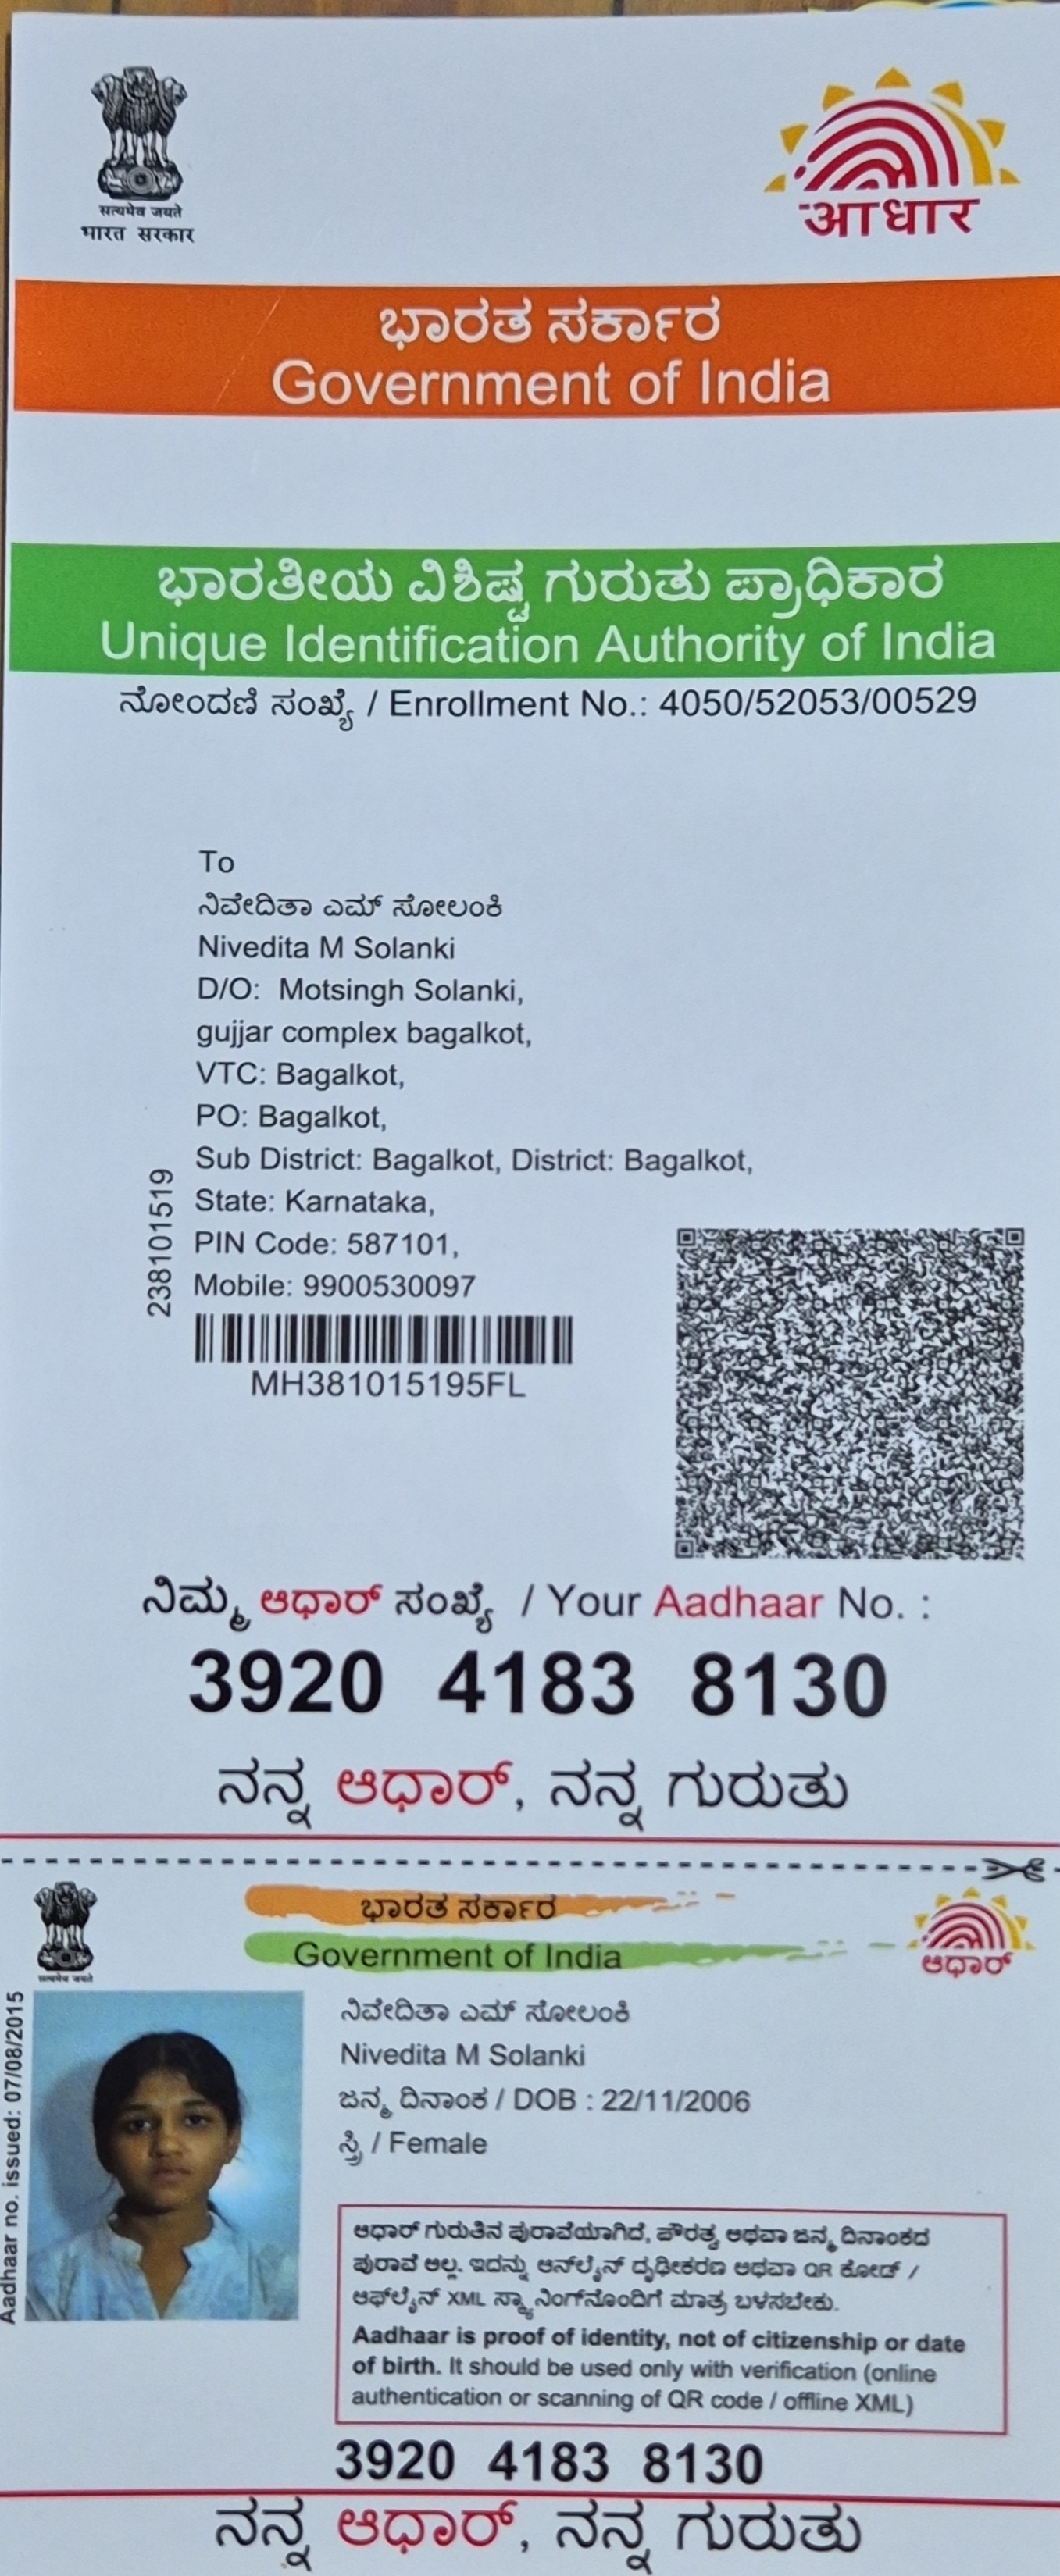 सत्यमेव जयते
भारत सरकार
आधार
ಭಾರತ ಸರ್ಕಾರ
Government of India
ಭಾರತೀಯ ವಿಶಿಷ್ಟ ಗುರುತು ಪ್ರಾಧಿಕಾರ
Unique Identification Authority of India
ನೋಂದಣಿ ಸಂಖ್ಯೆ / Enrollment No.: 4050/52053/00529
To
ನಿವೇದಿತಾ ಎಮ್ ಸೋಲಂಕಿ
Nivedita M Solanki
D/O: Motsingh Solanki,
gujjar complex bagalkot,
VTC: Bagalkot,
PO: Bagalkot,
Sub District: Bagalkot, District: Bagalkot,
State: Karnataka,
PIN Code: 587101,
Mobile: 9900530097
238101519
MH381015195FL
ನಿಮ್ಮ ಆಧಾರ್ ಸಂಖ್ಯೆ / Your Aadhaar No. :
3920 4183 8130
ನನ್ನ ಆಧಾರ್, ನನ್ನ ಗುರುತು
ಭಾರತ ಸರ್ಕಾರ
Government of India
सत्यमेव जयते
ಆಧಾರ್
Aadhaar no. issued: 07/08/2015
ನಿವೇದಿತಾ ಎಮ್ ಸೋಲಂಕಿ
Nivedita M Solanki
ಜನ್ಮ ದಿನಾಂಕ / DOB : 22/11/2006
ಸ್ತ್ರಿ / Female
ಆಧಾರ್ ಗುರುತಿನ ಪುರಾವೆಯಾಗಿದೆ, ಪೌರತ್ವ ಅಥವಾ ಜನ್ಮ ದಿನಾಂಕದ
ಪುರಾವೆ ಅಲ್ಲ. ಇದನ್ನು ಆನ್‌ಲೈನ್ ದೃಢೀಕರಣ ಅಥವಾ QR ಕೋಡ್ /
ಆಫ್‌ಲೈನ್ XML ಸ್ಕ್ಯಾನಿಂಗ್‌ನೊಂದಿಗೆ ಮಾತ್ರ ಬಳಸಬೇಕು.
Aadhaar is proof of identity, not of citizenship or date
of birth. It should be used only with verification (online
authentication or scanning of QR code / offline XML)
3920 4183 8130
ನನ್ನ ಆಧಾರ್, ನನ್ನ ಗುರುತು